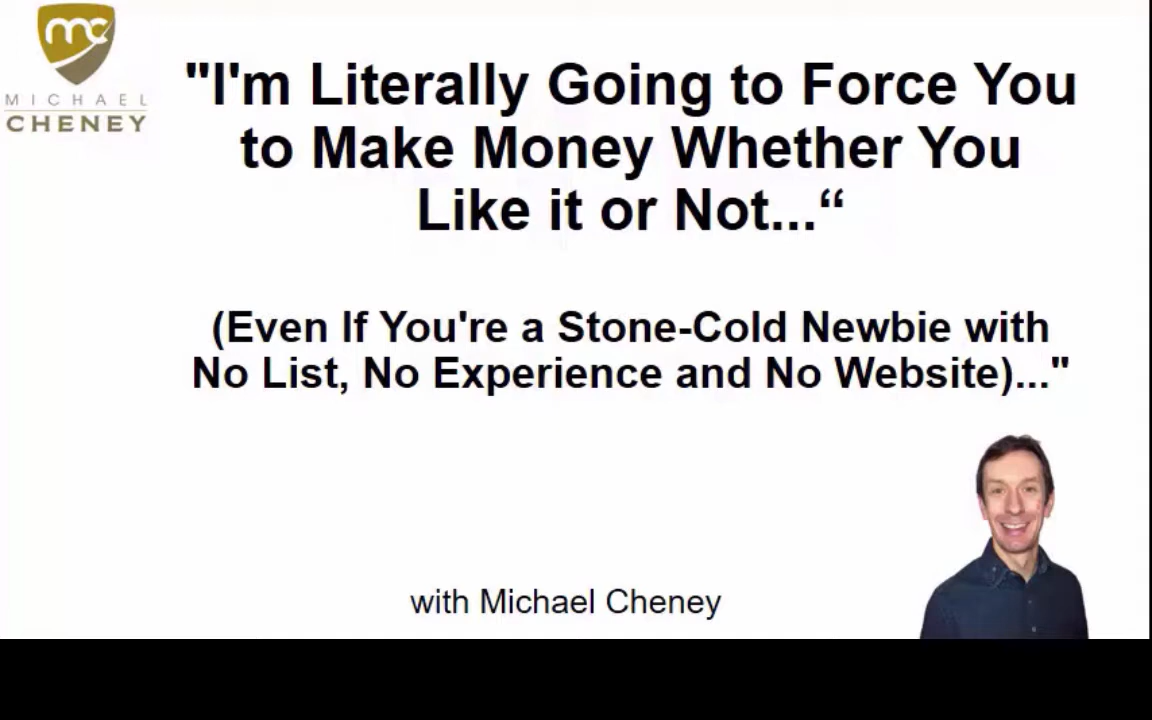 mc
MICHAEL
CHENEY
"I'm Literally Going to Force You
to Make Money Whether You
Like it or Not...“
(Even If You're a Stone-Cold Newbie with
No List, No Experience and No Website)..."
with Michael Cheney